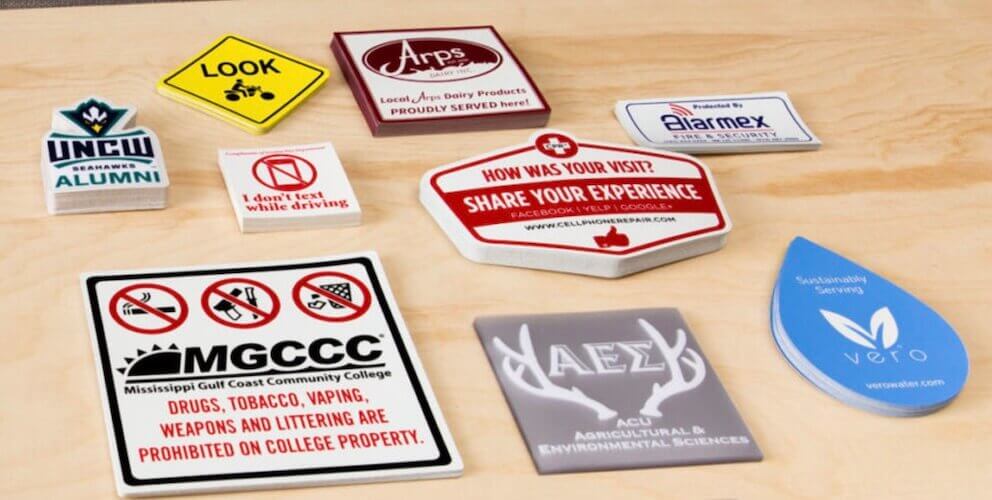 LOOK
Arps
DAIRY INC.
Local Arps Dairy Products
PROUDLY SERVED here!
UNCW
SEAHAWKS
ALUMNI
I don't text
while driving
Protected By
Alarmex
FIRE & SECURITY
CPR
HOW WAS YOUR VISIT?
SHARE YOUR EXPERIENCE
FACEBOOK | YELP | GOOGLE+
WWW.CELLPHONEREPAIR.COM
Sustainably
Serving
vero
verowater.com
MGCCC
Mississippi Gulf Coast Community College
DRUGS, TOBACCO, VAPING,
WEAPONS AND LITTERING ARE
PROHIBITED ON COLLEGE PROPERTY.
ΑΕΣ
ACU
AGRICULTURAL &
ENVIRONMENTAL SCIENCES